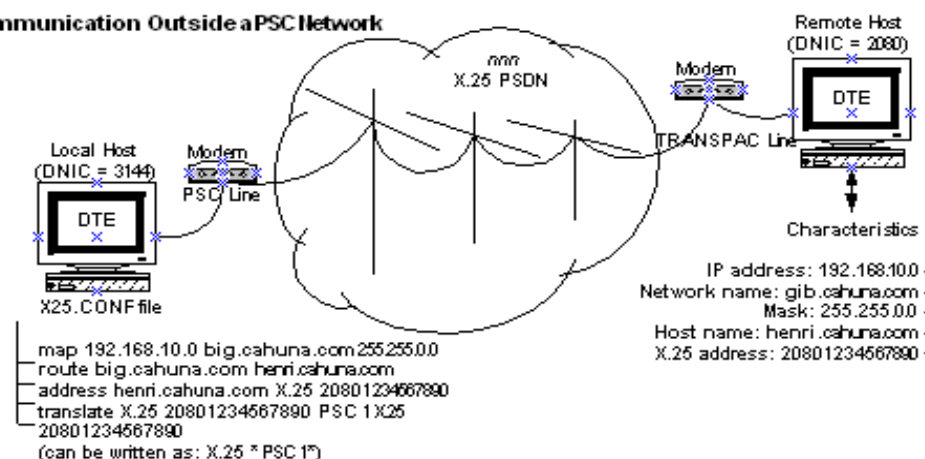 mmunication Outside a PSC Network
Remote Host
(DNIC = 2080)
X.25 PSDN
Modem
DTE
TRANSPAC Line
Local Host
(DNIC = 3144)
Modem
PSC Line
DTE
Characteristics
X25.CONF file
IP address: 192.168.10.0
Network name: gib.cahuna.com
Mask: 255.255.0.0
Host name: henri.cahuna.com
X.25 address: 20801234567890
map 192.168.10.0 big.cahuna.com 255.255.0.0
route big.cahuna.com henri.cahuna.com
address henri.cahuna.com X.25 20801234567890
translate X.25 20801234567890 PSC 1 X25
20801234567890
(can be written as: X.25 * PSC 1*)